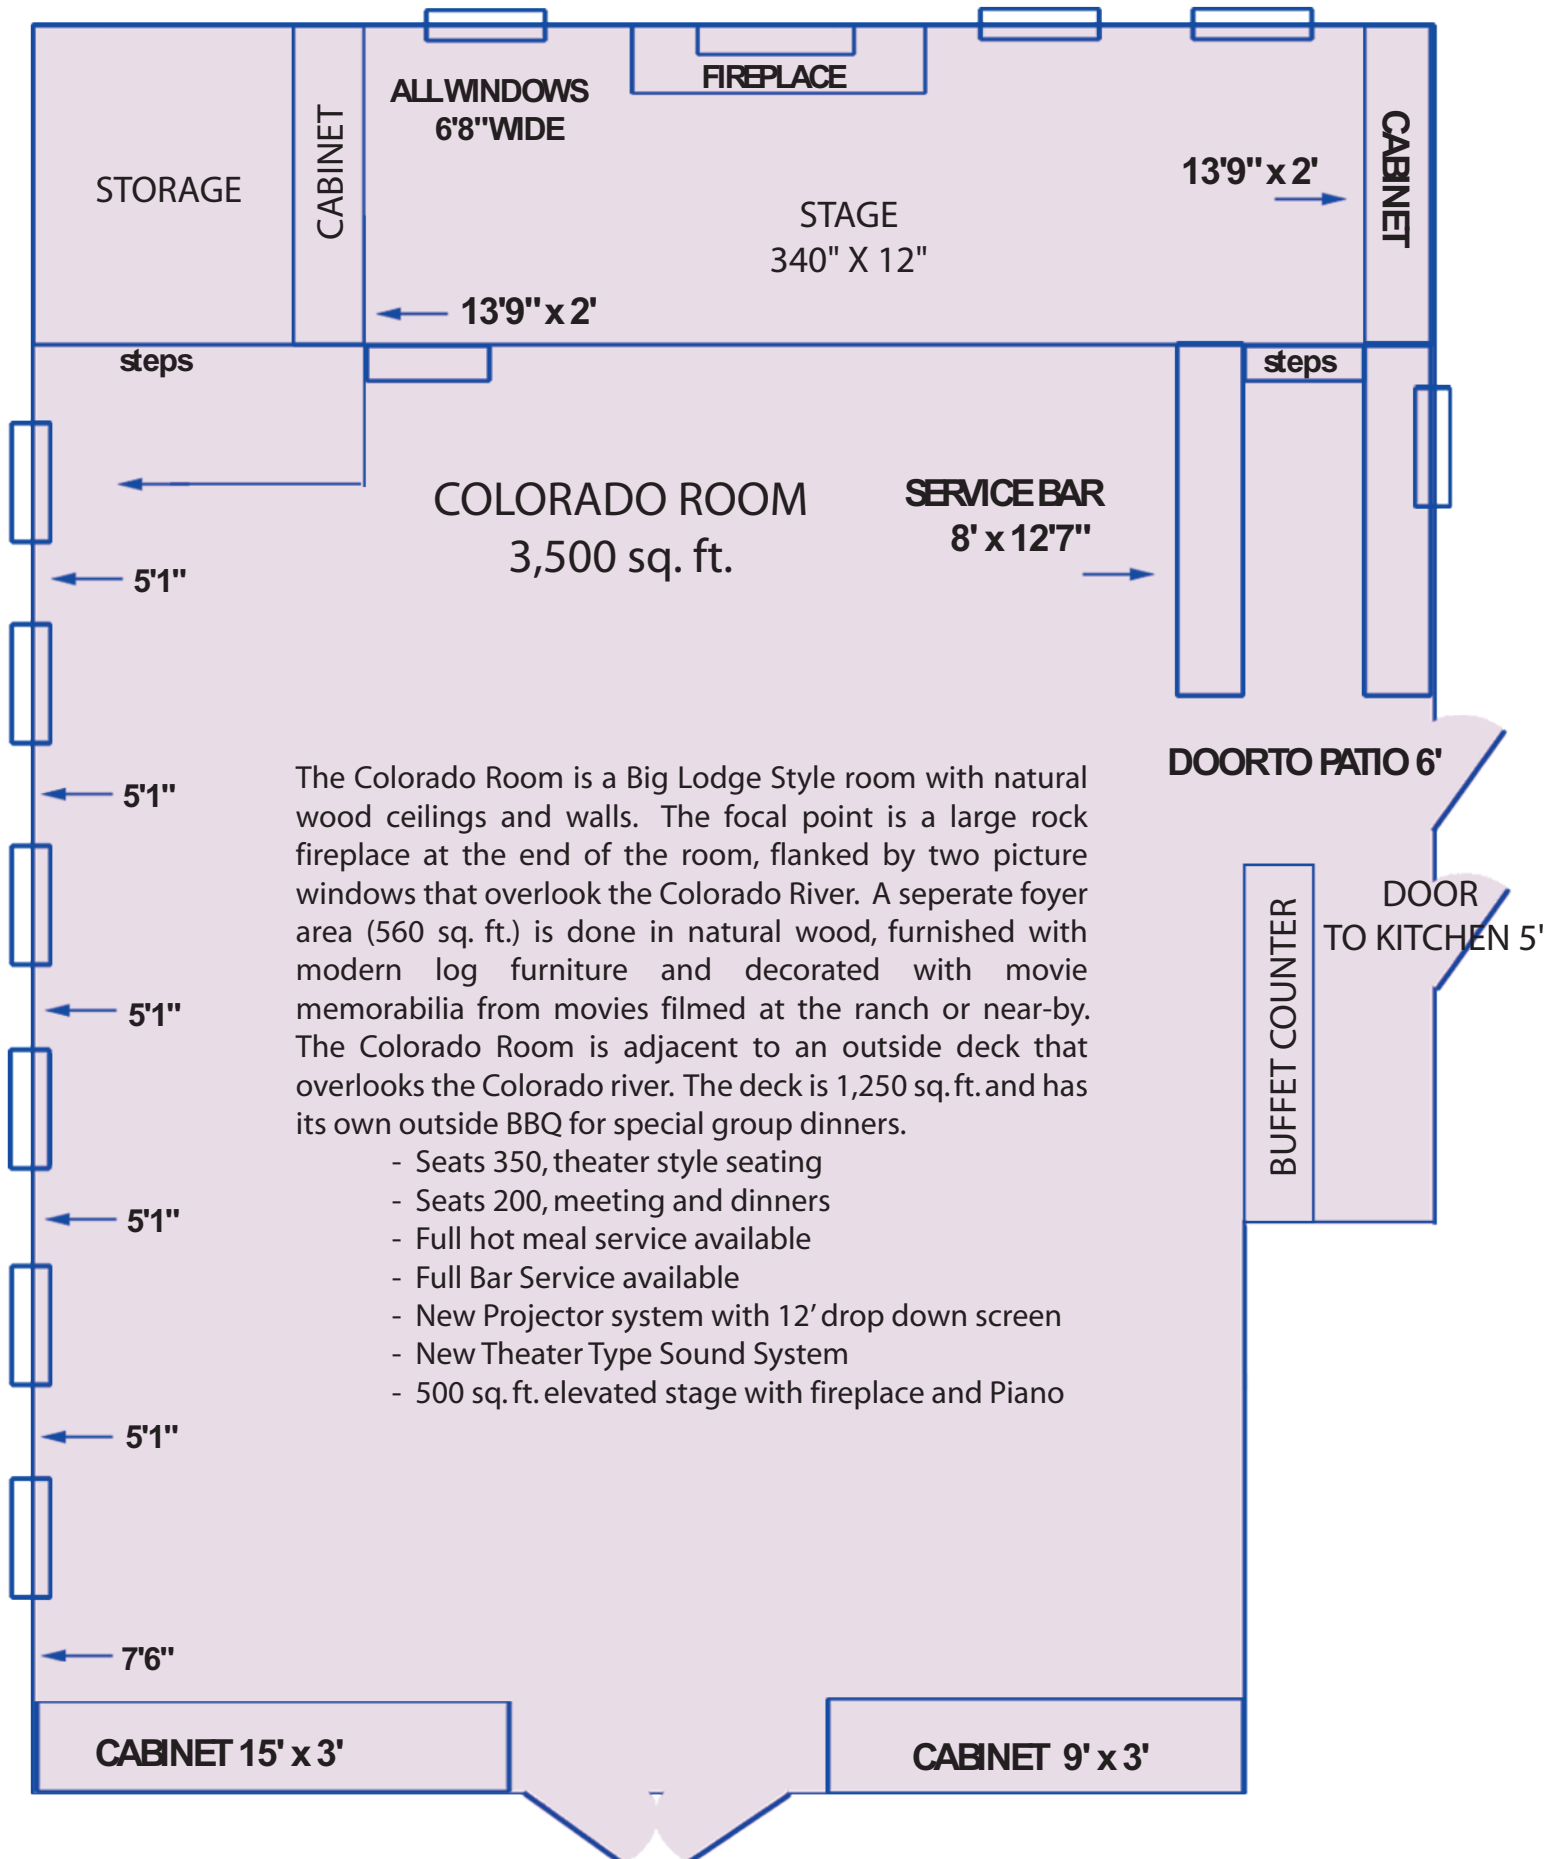 FIREPLACE
ALL WINDOWS
6'8" WIDE
CABINET
CABINET
13'9" x 2'
STORAGE
STAGE
340" X 12"
13'9" x 2'
steps
steps
COLORADO ROOM
3,500 sq. ft.
SERVICE BAR
8' x 12'7"
5'1"
DOOR TO PATIO 6'
5'1"
The Colorado Room is a Big Lodge Style room with natural
wood ceilings and walls. The focal point is a large rock
fireplace at the end of the room, flanked by two picture
windows that overlook the Colorado River. A seperate foyer
area (560 sq. ft.) is done in natural wood, furnished with
modern log furniture and decorated with movie
memorabilia from movies filmed at the ranch or near-by.
The Colorado Room is adjacent to an outside deck that
overlooks the Colorado river. The deck is 1,250 sq. ft. and has
its own outside BBQ for special group dinners.
- Seats 350, theater style seating
- Seats 200, meeting and dinners
- Full hot meal service available
- Full Bar Service available
- New Projector system with 12’ drop down screen
- New Theater Type Sound System
- 500 sq. ft. elevated stage with fireplace and Piano
DOOR
TO KITCHEN 5'
BUFFET COUNTER
5'1"
5'1"
5'1"
7'6"
CABINET 15' x 3'
CABINET 9' x 3'